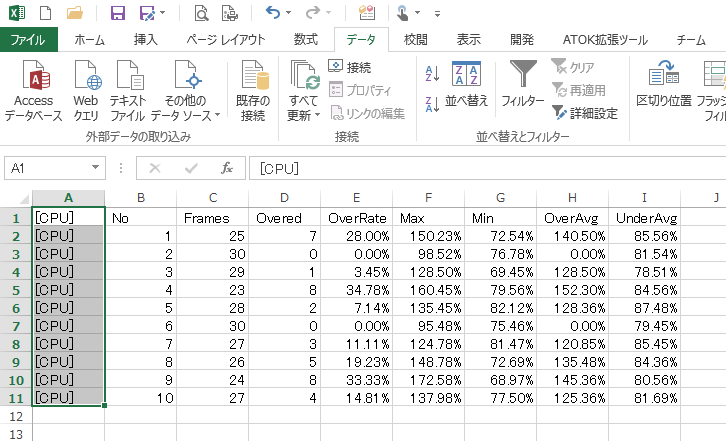 ファイル ホーム 挿入 ページ レイアウト 数式 データ 校閲 表示 開発 ATOK拡張ツール チーム
Access データベース
Web クエリ
テキスト ファイル
その他の データ ソース
既存の 接続
すべて 更新
接続
プロパティ
リンクの編集
並べ替え
フィルター
クリア
再適用
詳細設定
区切り位置
フラッシ
フィル
外部データの取り込み 接続 並べ替えとフィルター
A1 fx [CPU]
A B C D E F G H I J
1 [CPU] No Frames Overed OverRate Max Min OverAvg UnderAvg
2 [CPU] 1 25 7 28.00% 150.23% 72.54% 140.50% 85.56%
3 [CPU] 2 30 0 0.00% 98.52% 76.78% 0.00% 81.54%
4 [CPU] 3 29 1 3.45% 128.50% 69.45% 128.50% 78.51%
5 [CPU] 4 23 8 34.78% 160.45% 79.56% 152.30% 84.56%
6 [CPU] 5 28 2 7.14% 135.45% 82.12% 128.36% 87.48%
7 [CPU] 6 30 0 0.00% 95.48% 75.46% 0.00% 79.45%
8 [CPU] 7 27 3 11.11% 124.78% 81.47% 120.85% 85.45%
9 [CPU] 8 26 5 19.23% 148.78% 72.69% 135.48% 84.36%
10 [CPU] 9 24 8 33.33% 172.58% 68.97% 145.36% 80.56%
11 [CPU] 10 27 4 14.81% 137.98% 77.50% 125.36% 81.69%
12
13